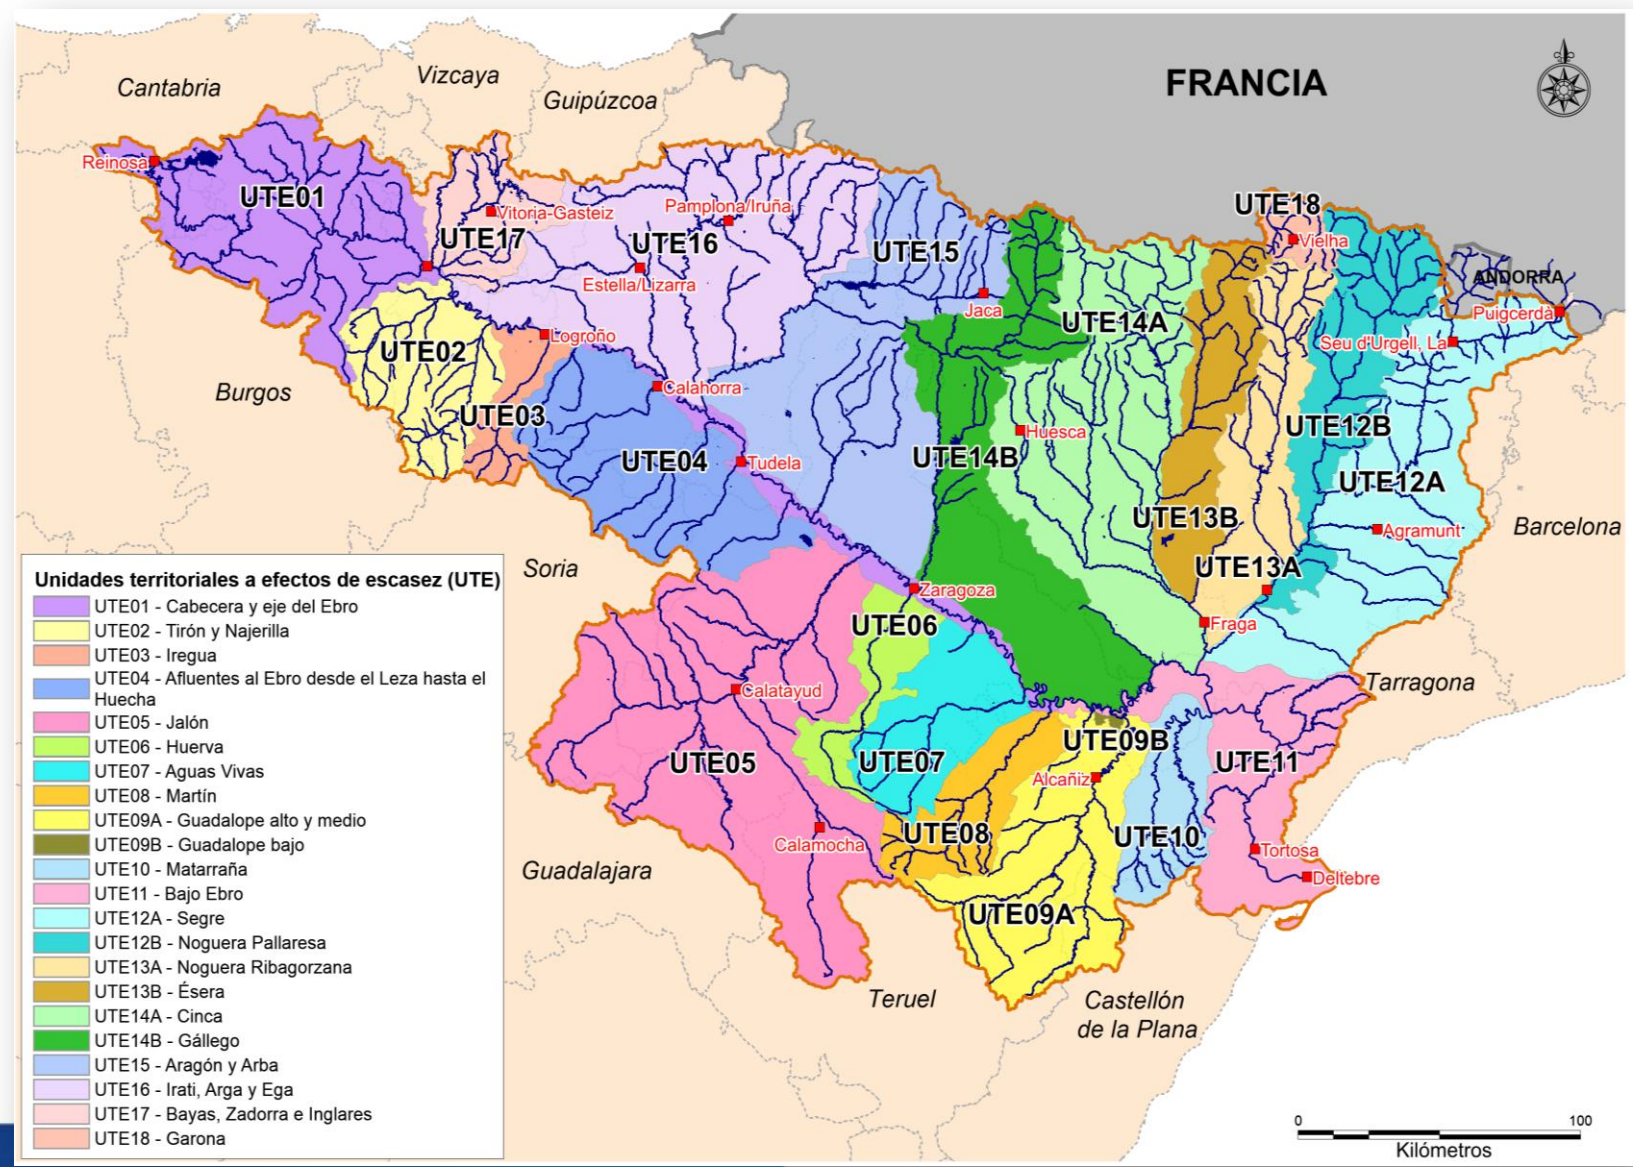 FRANCIA
Cantabria
Vizcaya
Guipúzcoa
Reinosa
UTE01
Vitoria-Gasteiz
UTE17
Pamplona/Iruña
UTE16
Estella/Lizarra
UTE15
Jaca
UTE18
Vielha
ANDORRA
Puigcerdà
Seu d'Urgell, La
UTE14A
Logroño
UTE02
Calahorra
Burgos
UTE03
UTE04
Tudela
Huesca
UTE14B
UTE12B
UTE12A
UTE13B
Agramunt
Barcelona
Soria
UTE13A
Zaragoza
UTE06
Fraga
Calatayud
Tarragona
UTE05
UTE07
UTE09B
Alcañiz
UTE11
Calamocha
UTE08
UTE10
Tortosa
Deltebre
Guadalajara
UTE09A
Teruel
Castellón
de la Plana
Unidades territoriales a efectos de escasez (UTE)
UTE01 - Cabecera y eje del Ebro
UTE02 - Tirón y Najerilla
UTE03 - Iregua
UTE04 - Afluentes al Ebro desde el Leza hasta el
Huecha
UTE05 - Jalón
UTE06 - Huerva
UTE07 - Aguas Vivas
UTE08 - Martín
UTE09A - Guadalope alto y medio
UTE09B - Guadalope bajo
UTE10 - Matarraña
UTE11 - Bajo Ebro
UTE12A - Segre
UTE12B - Noguera Pallaresa
UTE13A - Noguera Ribagorzana
UTE13B - Ésera
UTE14A - Cinca
UTE14B - Gállego
UTE15 - Aragón y Arba
UTE16 - Irati, Arga y Ega
UTE17 - Bayas, Zadorra e Inglares
UTE18 - Garona
0 100
Kilómetros